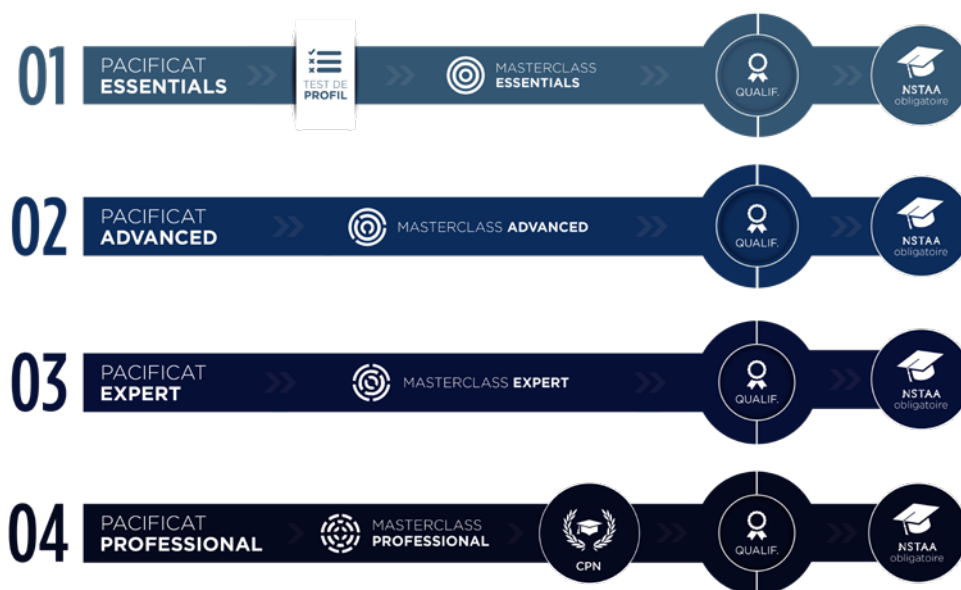 01
PACIFICAT
ESSENTIALS
TEST DE
PROFIL
MASTERCLASS
ESSENTIALS
QUALIF.
NSTAA
obligatoire
02
PACIFICAT
ADVANCED
MASTERCLASS ADVANCED
QUALIF.
NSTAA
obligatoire
03
PACIFICAT
EXPERT
MASTERCLASS EXPERT
QUALIF.
NSTAA
obligatoire
04
PACIFICAT
PROFESSIONAL
MASTERCLASS
PROFESSIONAL
CPN
QUALIF.
NSTAA
obligatoire